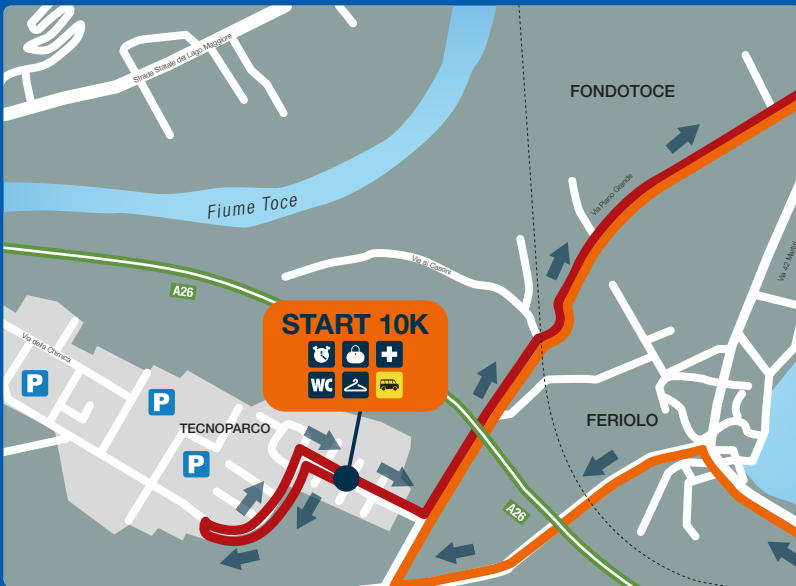 Strada Statale del Lago Maggiore
FONDOTOCE
Via Piano Grande
Fiume Toce
Via ai Casoni
Via 42 Martiri
A26
START 10K
WC
Via della Chimica
P
P
TECNOPARCO
P
FERIOLO
A26